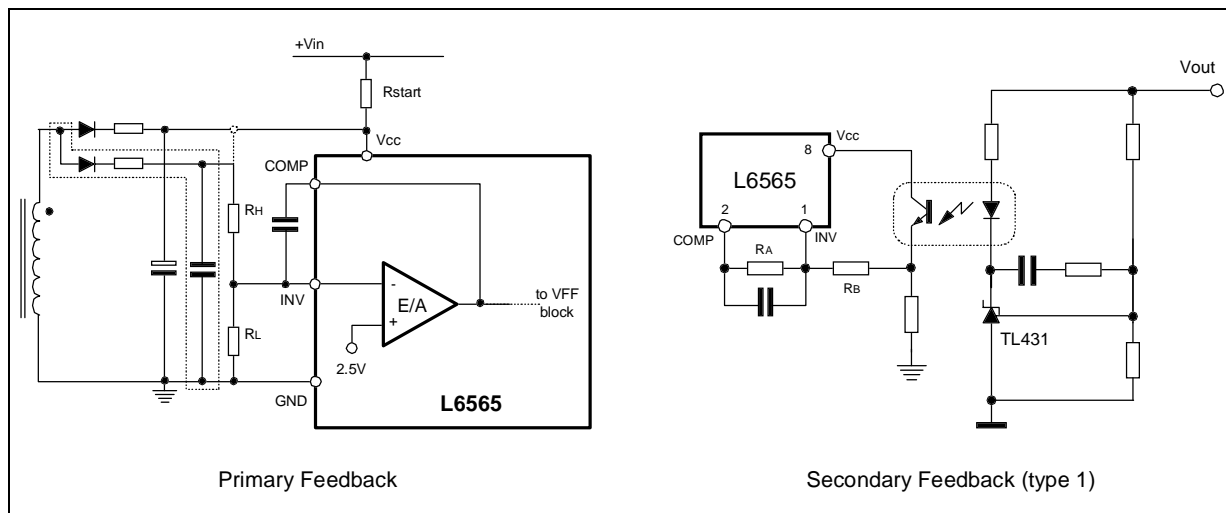 +Vin
Rstart
Vcc
COMP
RH
INV
E/A
-
+
to VFF
block
RL
2.5V
GND
L6565
Primary Feedback
Vout
Vcc
8
L6565
2
1
COMP
INV
RA
RB
TL431
Secondary Feedback (type 1)